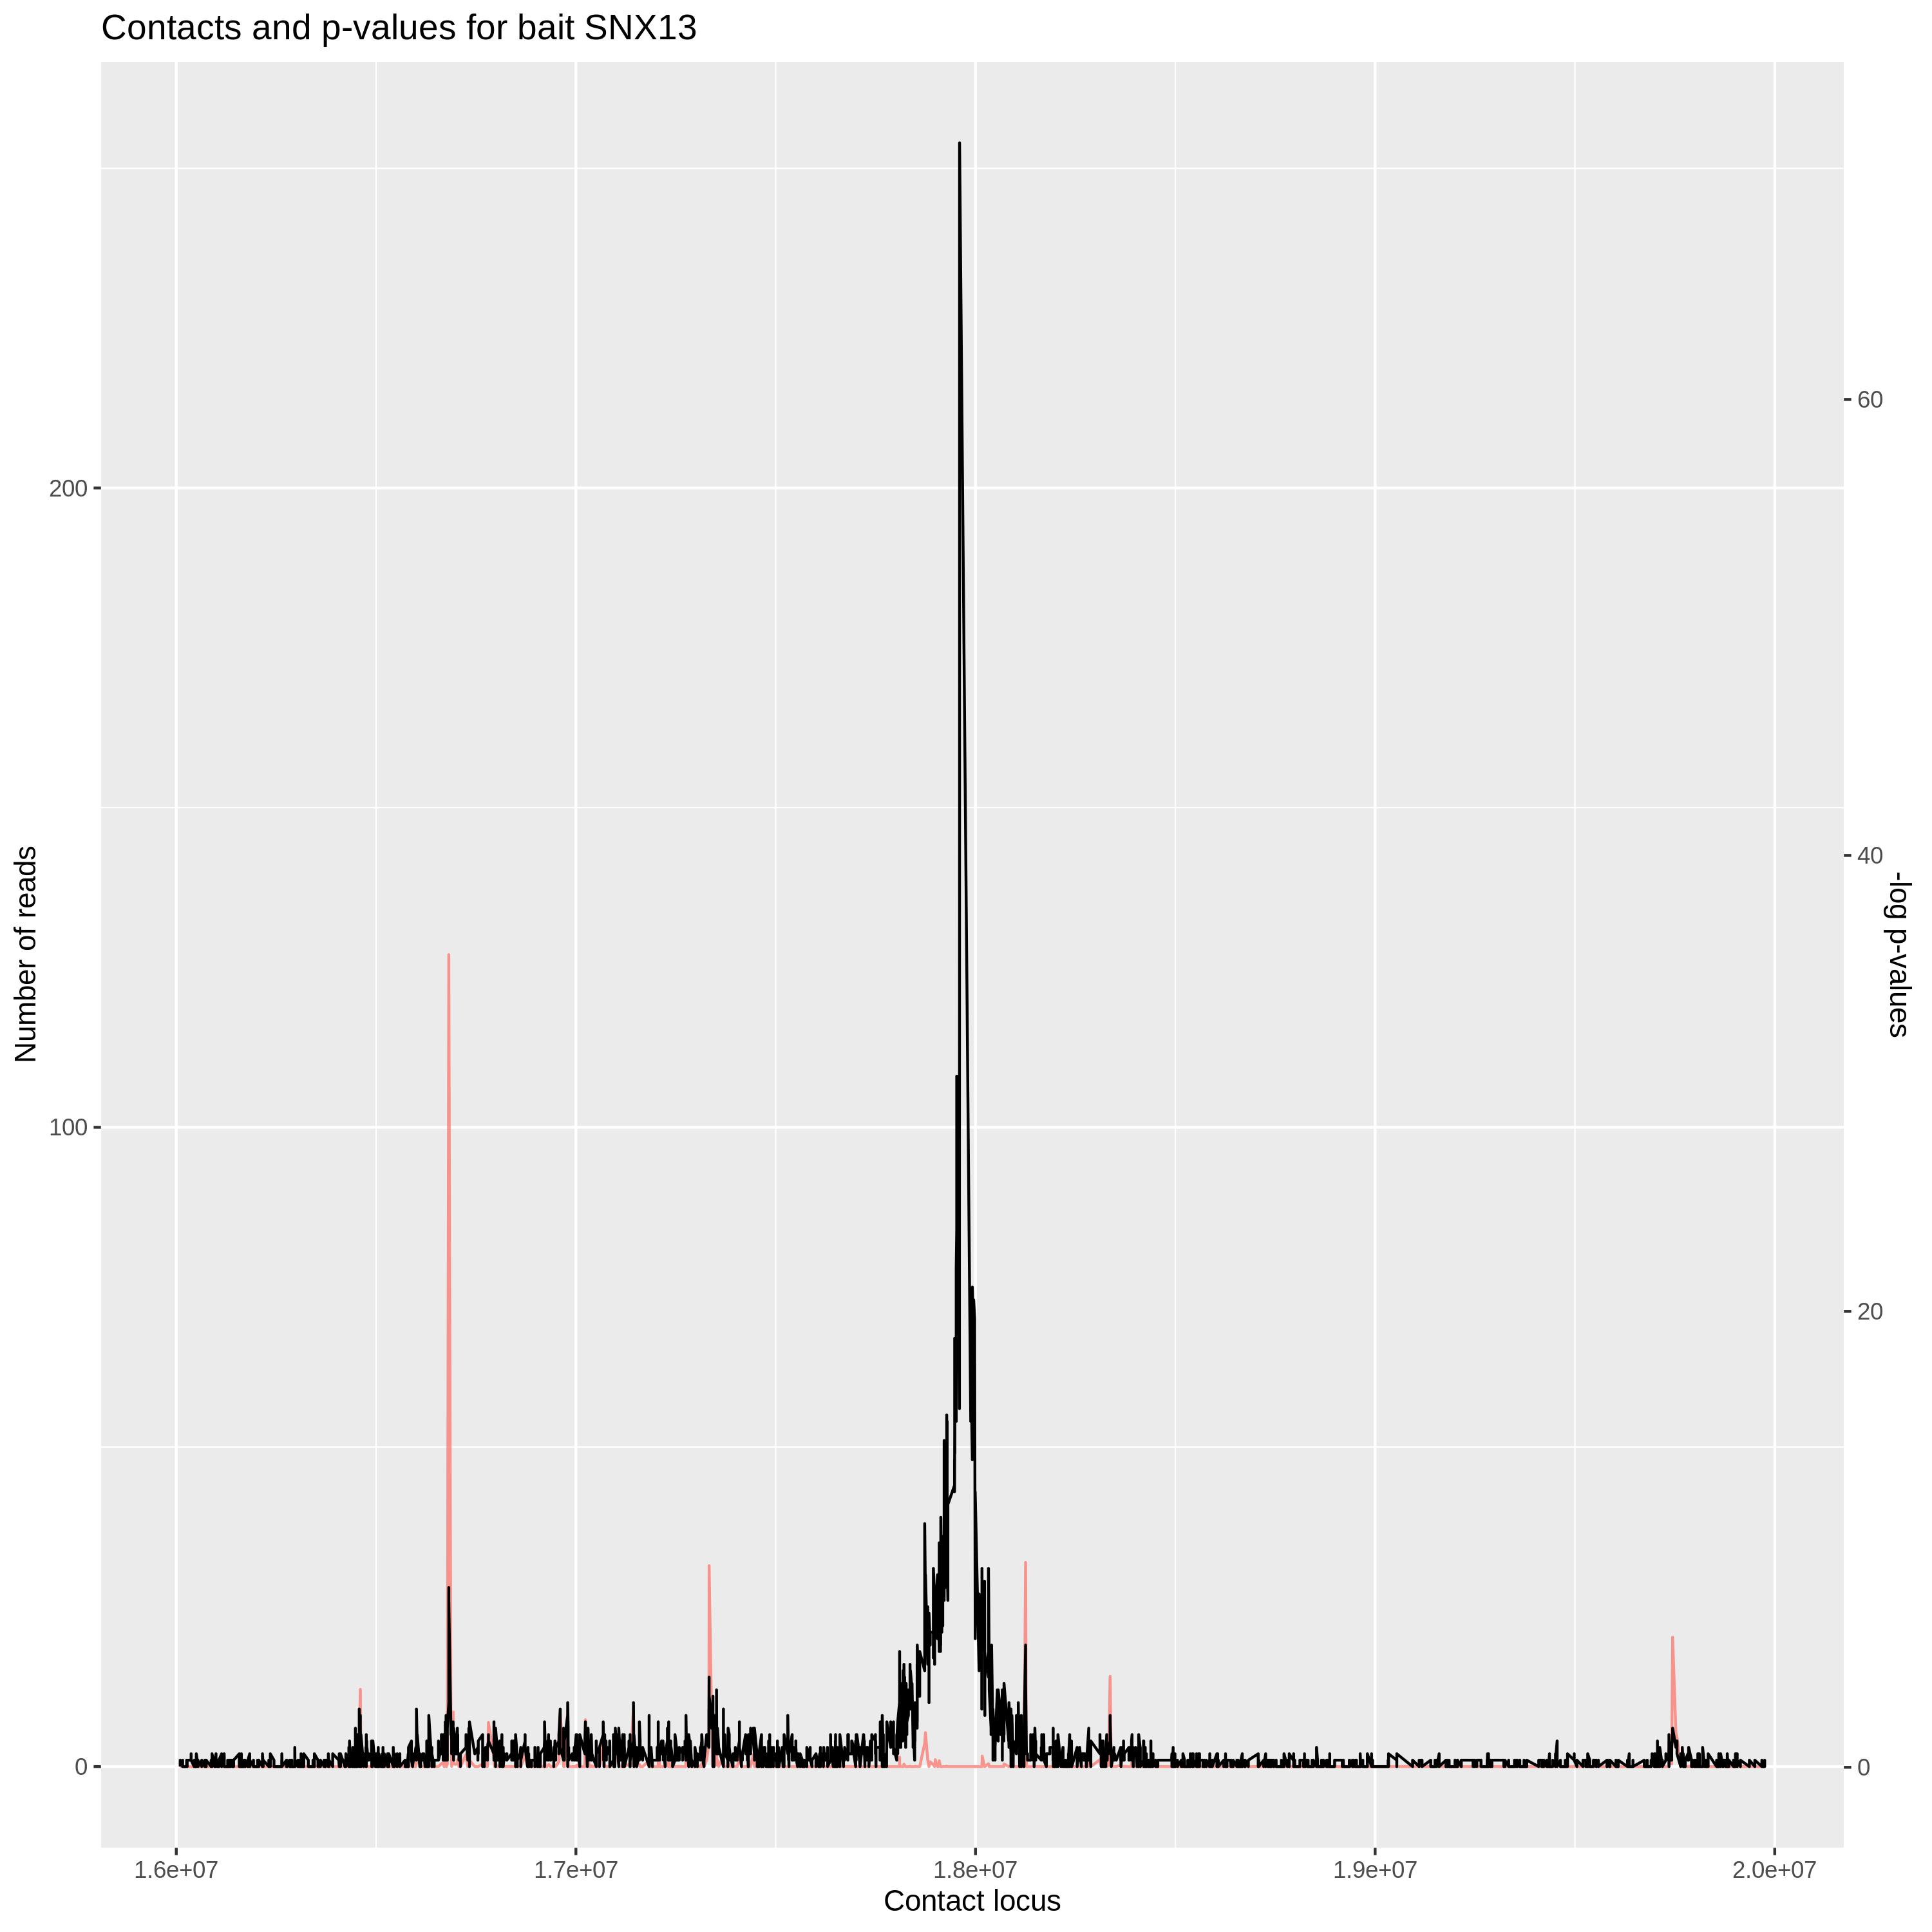 Contacts and p-values for bait SNX13
Number of reads
200
100
0
60
40
20
0
-log p-values
1.6e+07
1.7e+07
1.8e+07
1.9e+07
2.0e+07
Contact locus